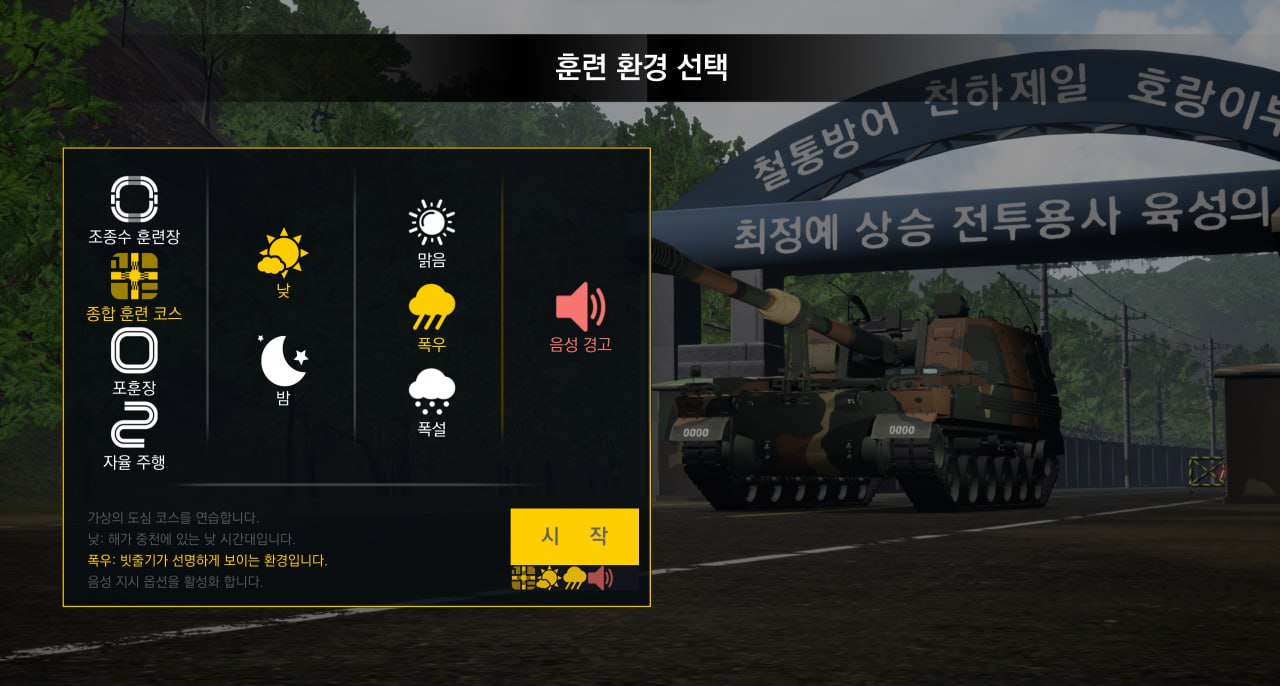 훈련 환경 선택
철통방어 천하제일 호랑이부
최정예 상승 전투용사 육성의
조종수 훈련장
종합 훈련 코스
포훈장
자율 주행
낮
밤
맑음
폭우
폭설
음성 경고
0000
0000
가상의 도심 코스를 연습합니다.
낮: 해가 중천에 있는 낮 시간대입니다.
폭우: 빗줄기가 선명하게 보이는 환경입니다.
음성 지시 옵션을 활성화 합니다.
시 작